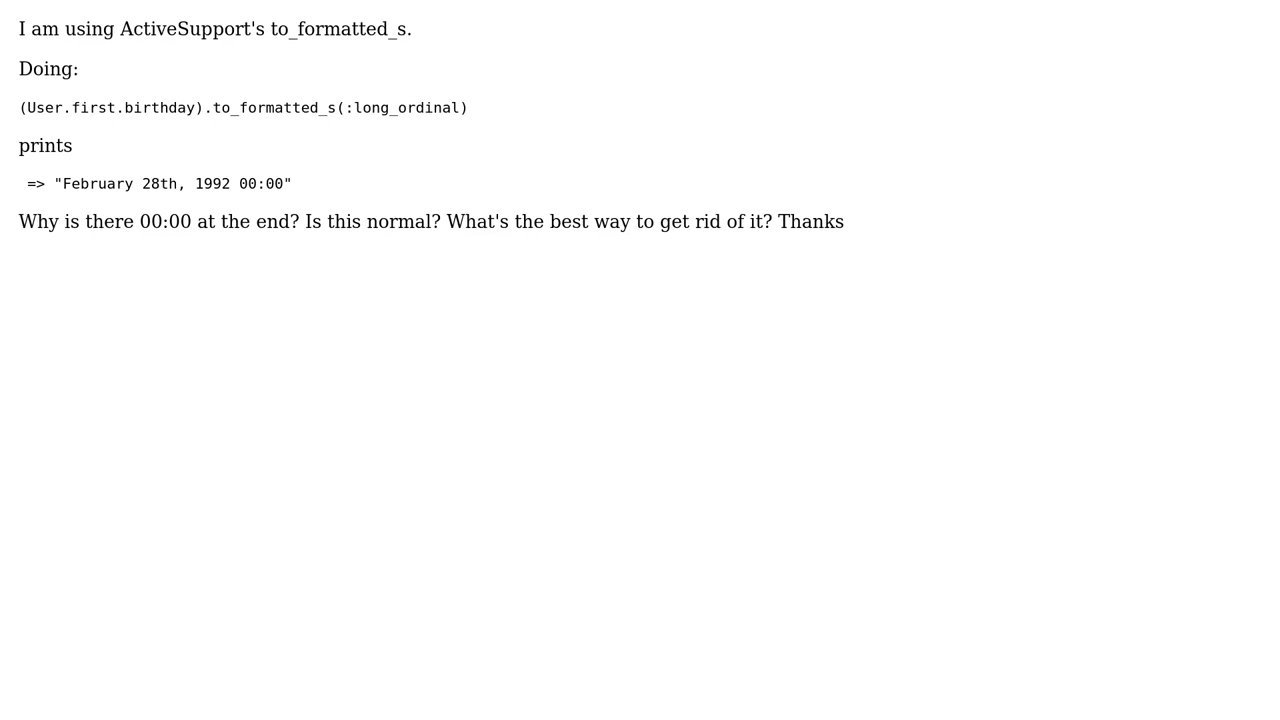 I am using ActiveSupport's to_formatted_s.
Doing:
(User.first.birthday).to_formatted_s(:long_ordinal)
prints
=> "February 28th, 1992 00:00"
Why is there 00:00 at the end? Is this normal? What's the best way to get rid of it? Thanks